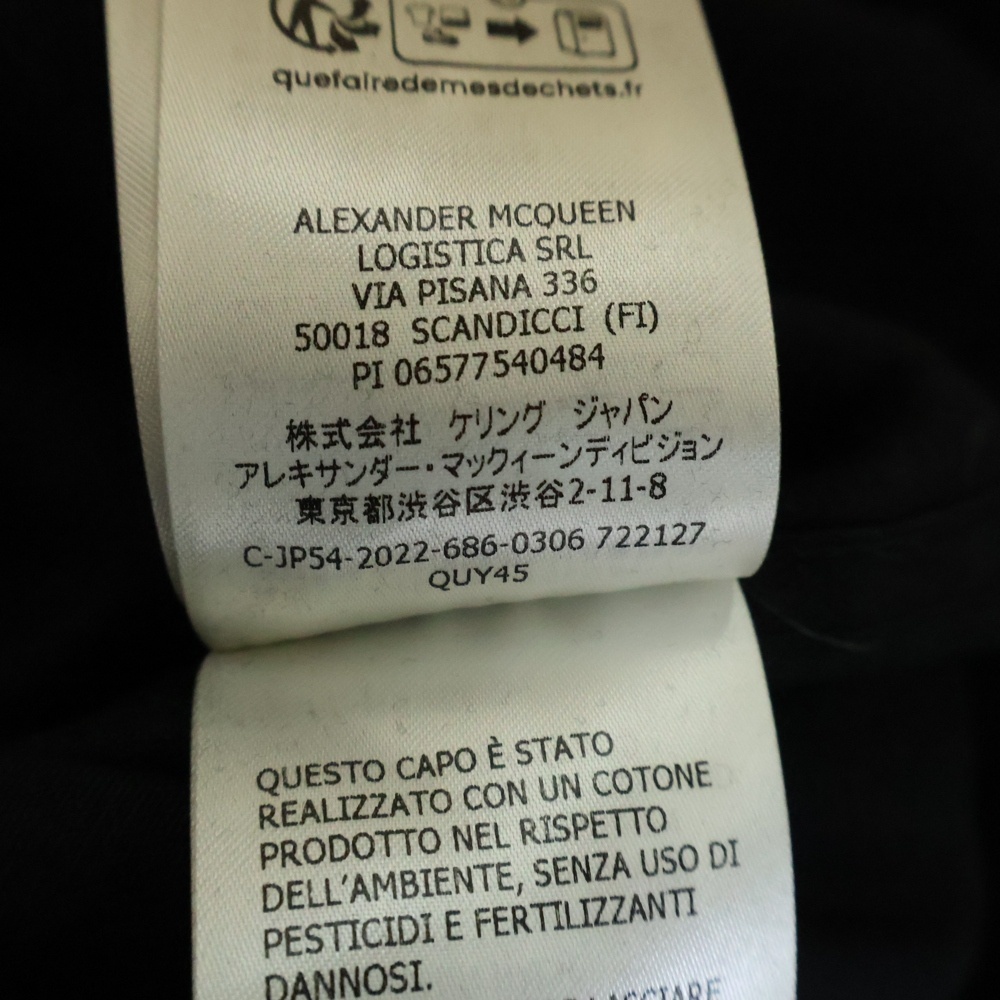 quefairedemesdechets.fr
ALEXANDER MCQUEEN
LOGISTICA SRL
VIA PISANA 336
50018 SCANDICCI (FI)
PI 06577540484
株式会社 ケリング ジャパン
アレキサンダー・マックィーンディビジョン
東京都渋谷区渋谷2-11-8
C-JP54-2022-686-0306 722127
QUY45
QUESTO CAPO È STATO
REALIZZATO CON UN COTONE
PRODOTTO NEL RISPETTO
DELL'AMBIENTE, SENZA USO DI
PESTICIDI E FERTILIZZANTI
DANNOSI.